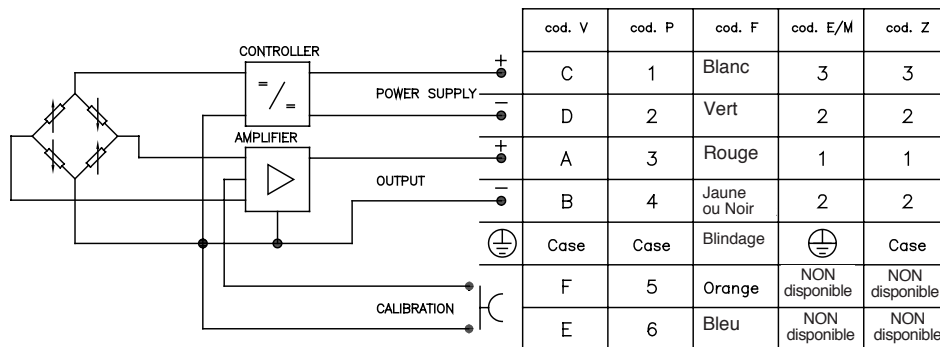 CONTROLLER
= / =
POWER SUPPLY
+
−
AMPLIFIER
OUTPUT
+
−
CALIBRATION
cod. V cod. P cod. F cod. E/M cod. Z
C 1 Blanc 3 3
D 2 Vert 2 2
A 3 Rouge 1 1
B 4 Jaune ou Noir 2 2
Case Case Blindage Case
F 5 Orange NON disponible NON disponible
E 6 Bleu NON disponible NON disponible